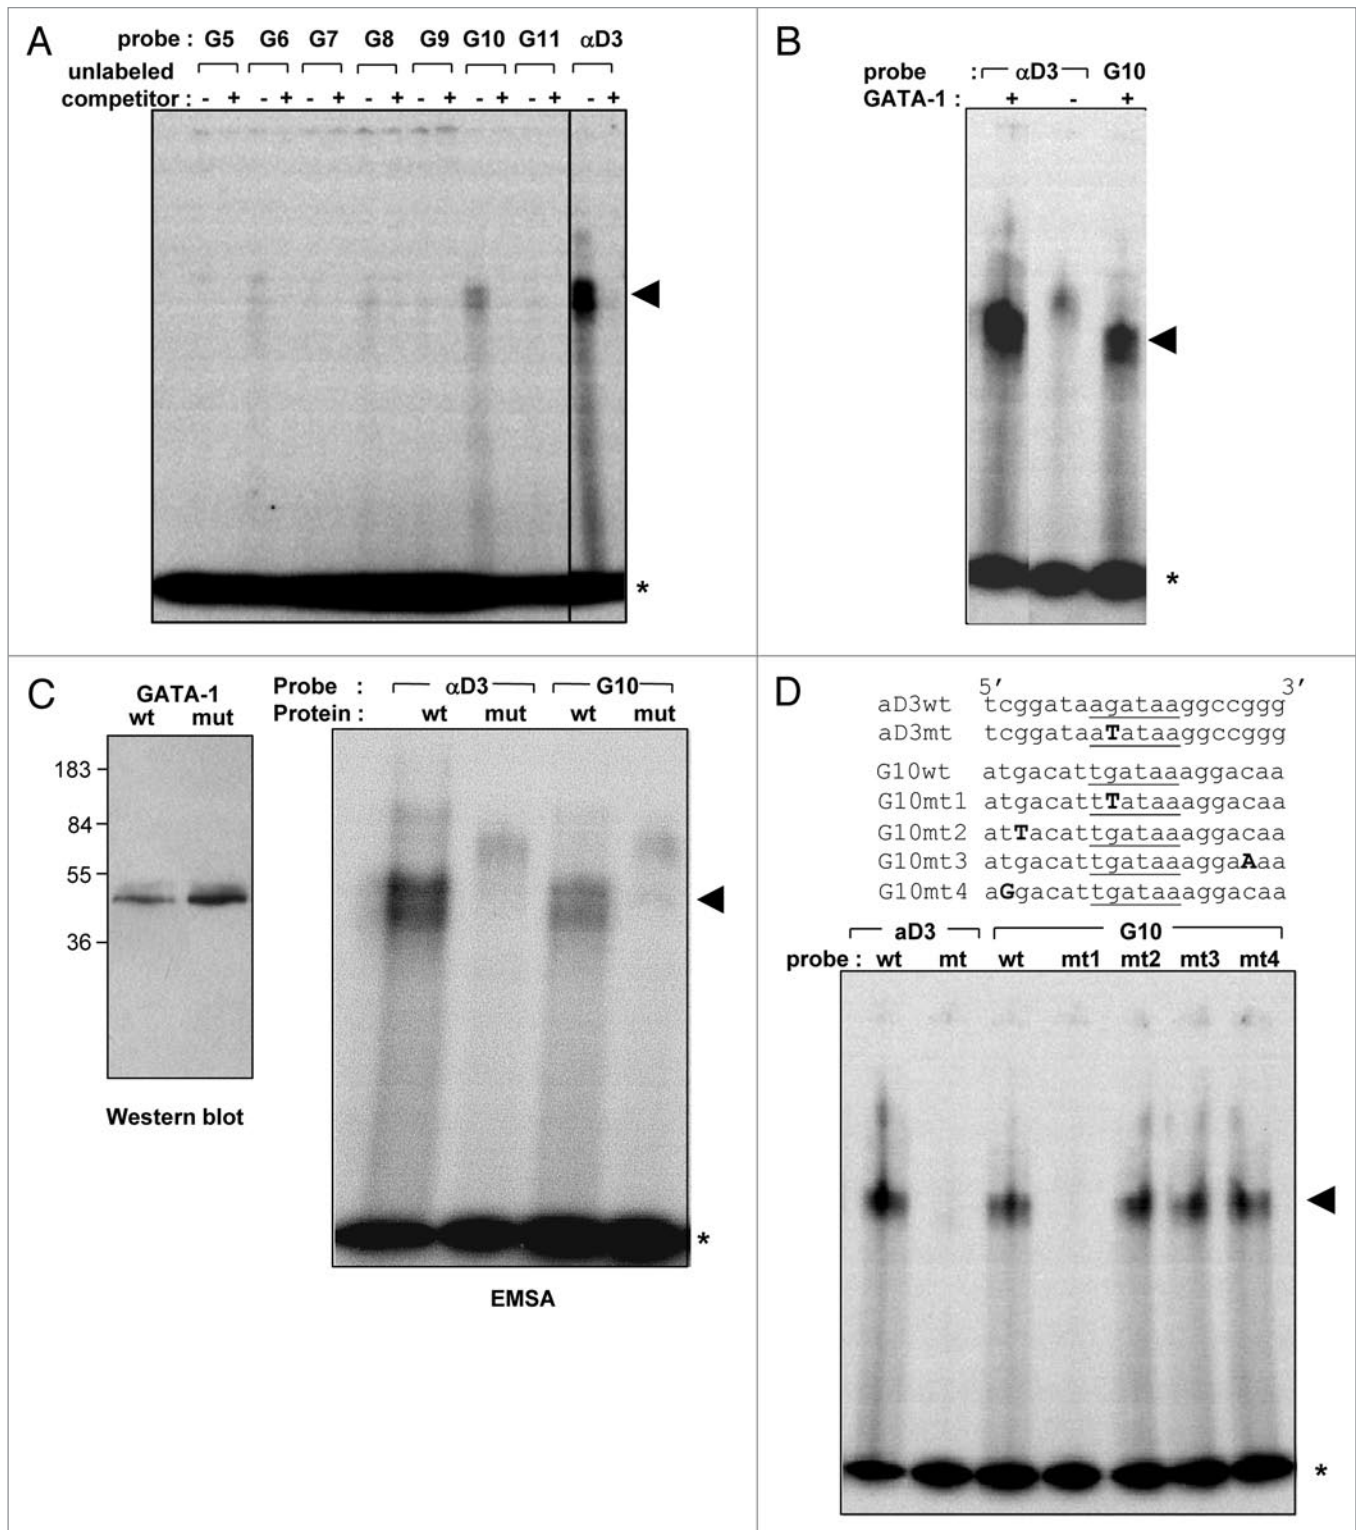 A
probe : G5 G6 G7 G8 G9 G10 G11 αD3
unlabeled
competitor : - + - + - + - + - + - + - + - +
*
B
probe : αD3 G10
GATA-1 : + - +
*
C
GATA-1
wt mut
183
84
55
36
Western blot
Probe : αD3 G10
Protein : wt mut wt mut
*
EMSA
D
5′ 3′
aD3wt tcggataagataaggccggg
aD3mt tcggataaTataaggccggg
G10wt atgacattgataaaggacaa
G10mt1 atgacattTataaaggacaa
G10mt2 atTacattgataaaggacaa
G10mt3 atgacattgataaaggaAaa
G10mt4 aGgacattgataaaggacaa
aD3 G10
probe : wt mt wt mt1 mt2 mt3 mt4
*